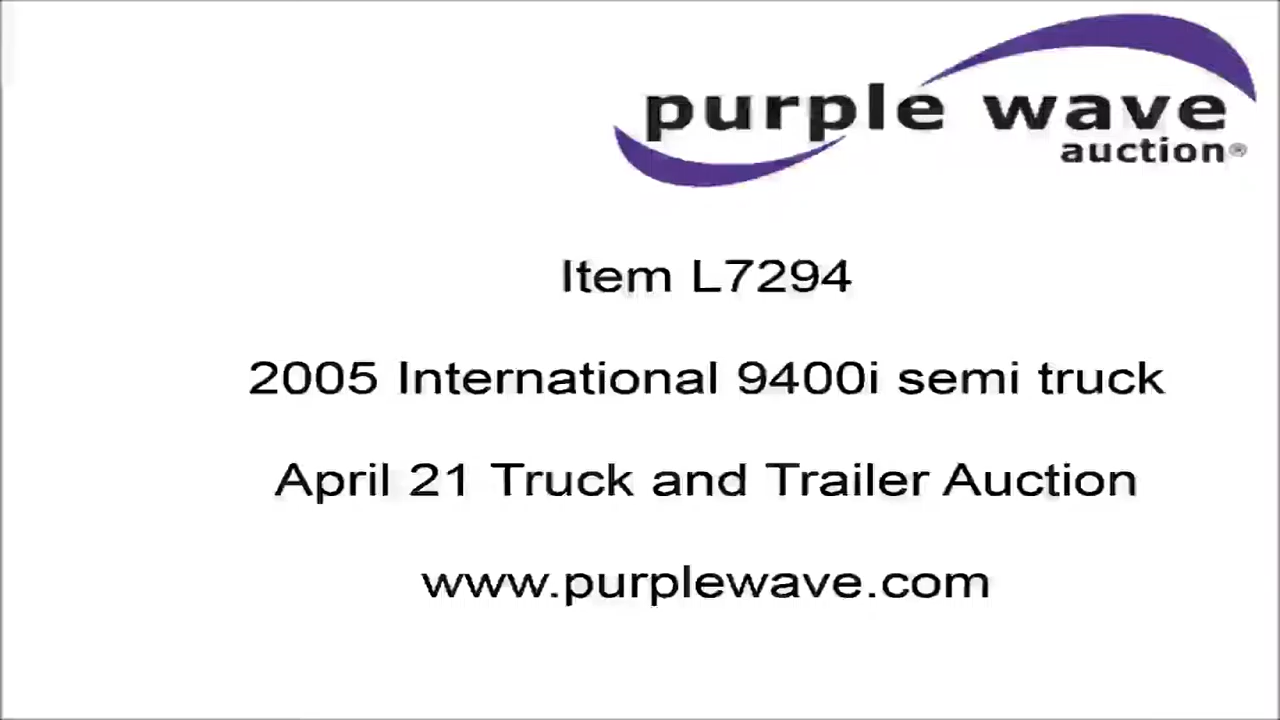 purple wave
auction®
Item L7294
2005 International 9400i semi truck
April 21 Truck and Trailer Auction
www.purplewave.com